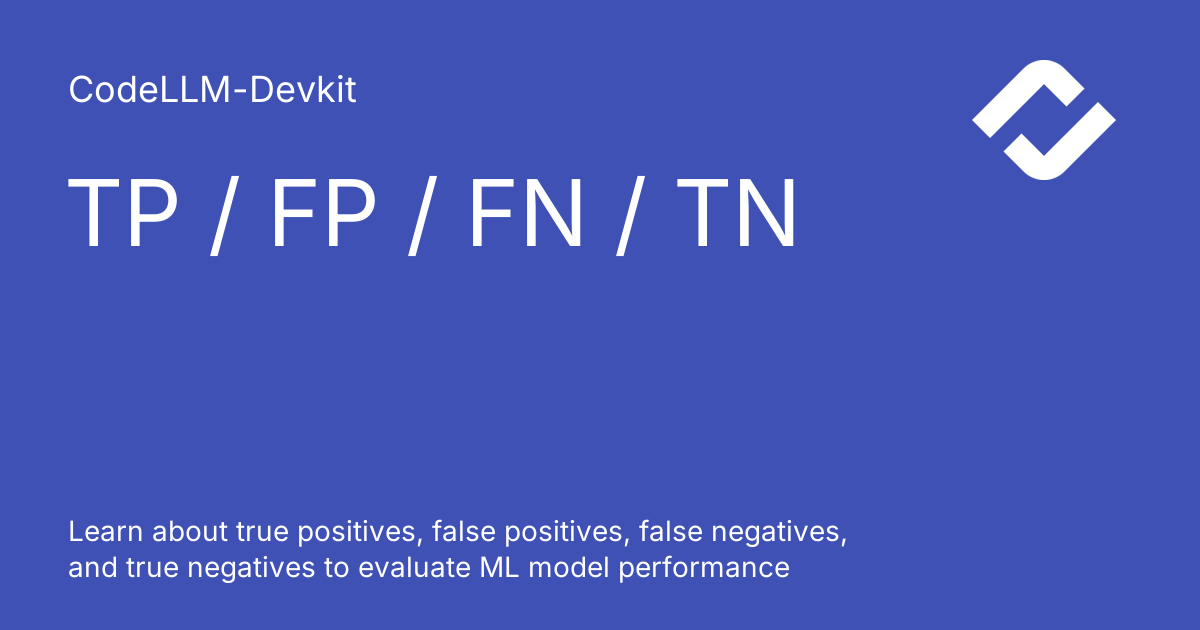 CodeLLM-Devkit
TP / FP / FN / TN
Learn about true positives, false positives, false negatives,
and true negatives to evaluate ML model performance